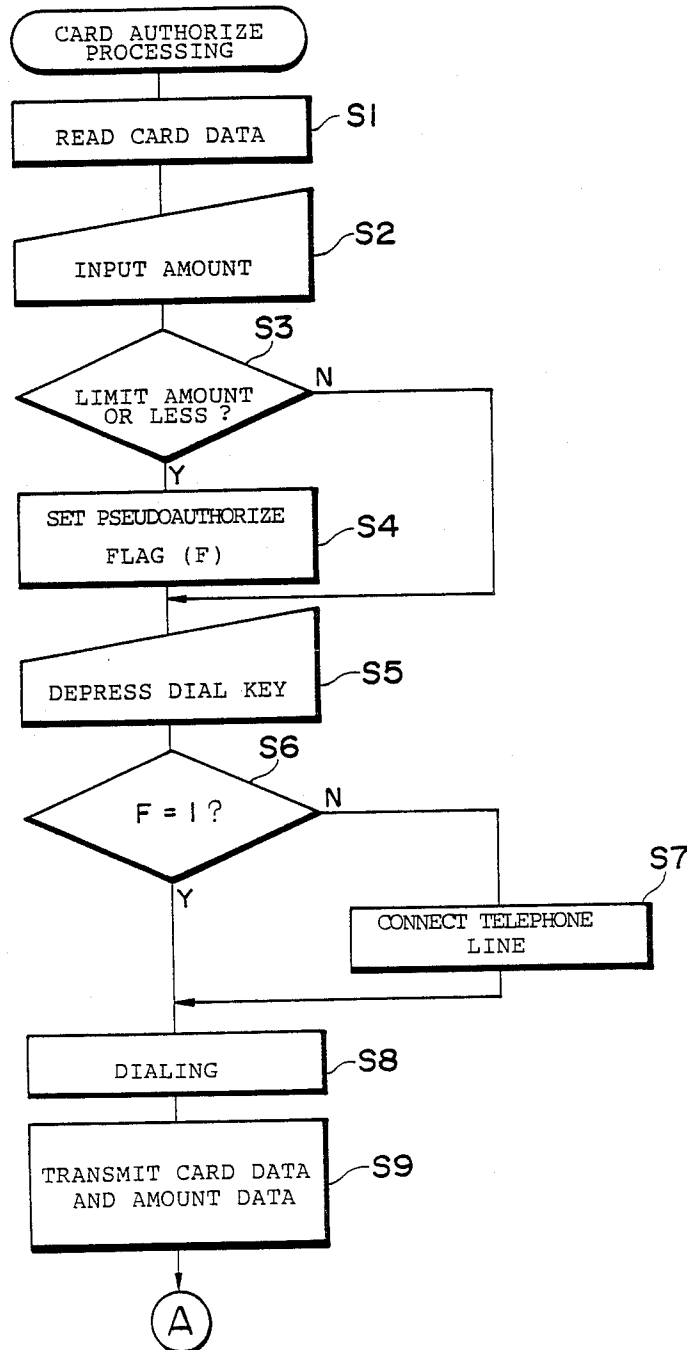 CARD AUTHORIZE
PROCESSING
READ CARD DATA
S1
INPUT AMOUNT
S2
S3
LIMIT AMOUNT
OR LESS ?
N
Y
SET PSEUDOAUTHORIZE
FLAG (F)
S4
DEPRESS DIAL KEY
S5
S6
F = 1 ?
N
Y
S7
CONNECT TELEPHONE
LINE
DIALING
S8
TRANSMIT CARD DATA
AND AMOUNT DATA
S9
A